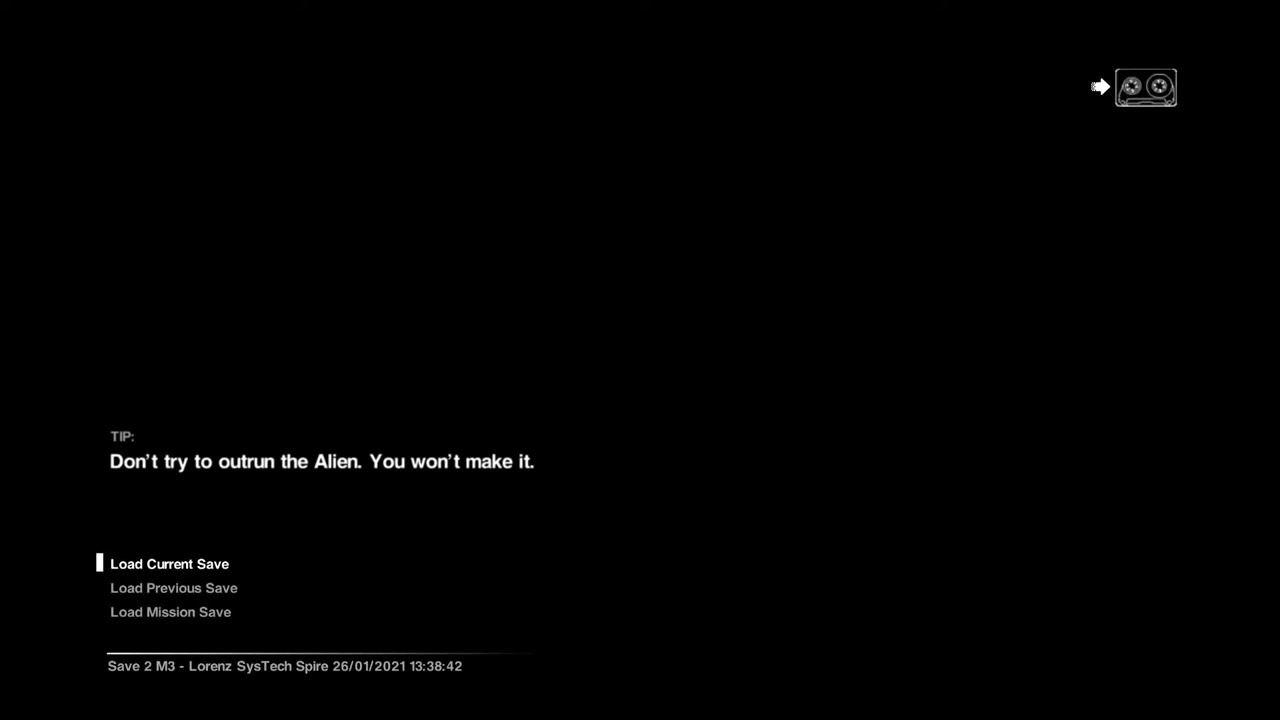 TIP:
Don't try to outrun the Alien. You won't make it.
Load Current Save
Load Previous Save
Load Mission Save
Save 2 M3 - Lorenz SysTech Spire 26/01/2021 13:38:42